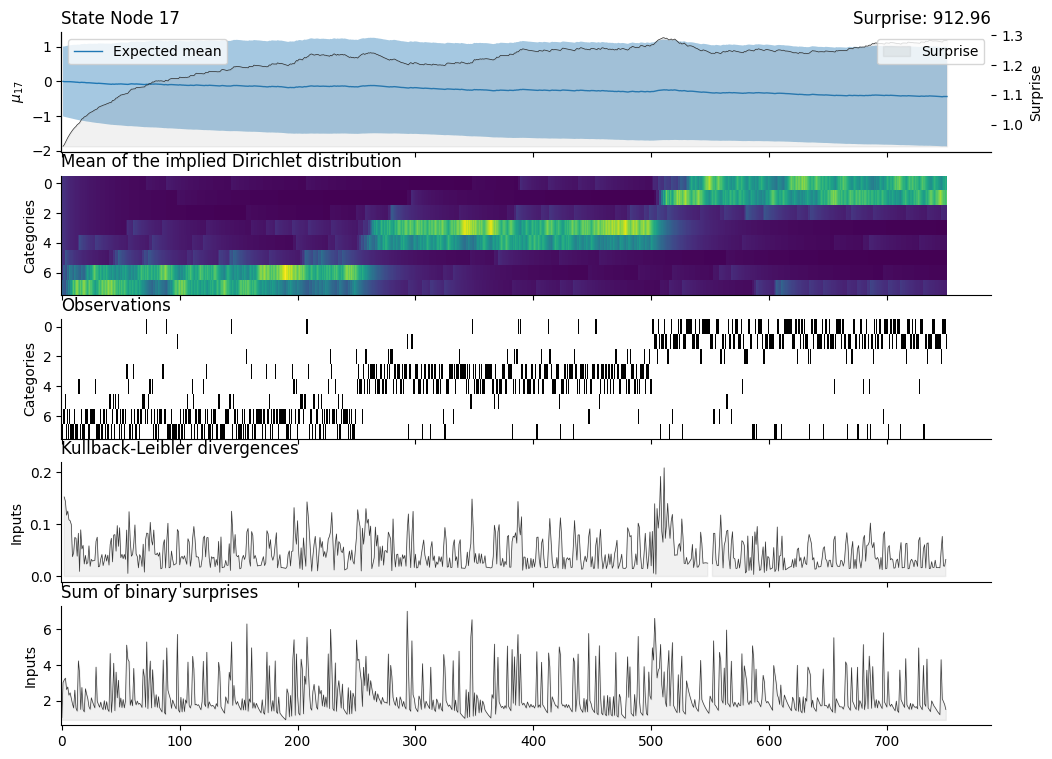 State Node 17
Surprise: 912.96
Expected mean
Surprise
μ17
1
0
−1
−2
1.3
1.2
1.1
1.0
Surprise
Mean of the implied Dirichlet distribution
Categories
0
2
4
6
Observations
Categories
0
2
4
6
Kullback-Leibler divergences
Inputs
0.2
0.1
0.0
Sum of binary surprises
Inputs
6
4
2
0 100 200 300 400 500 600 700